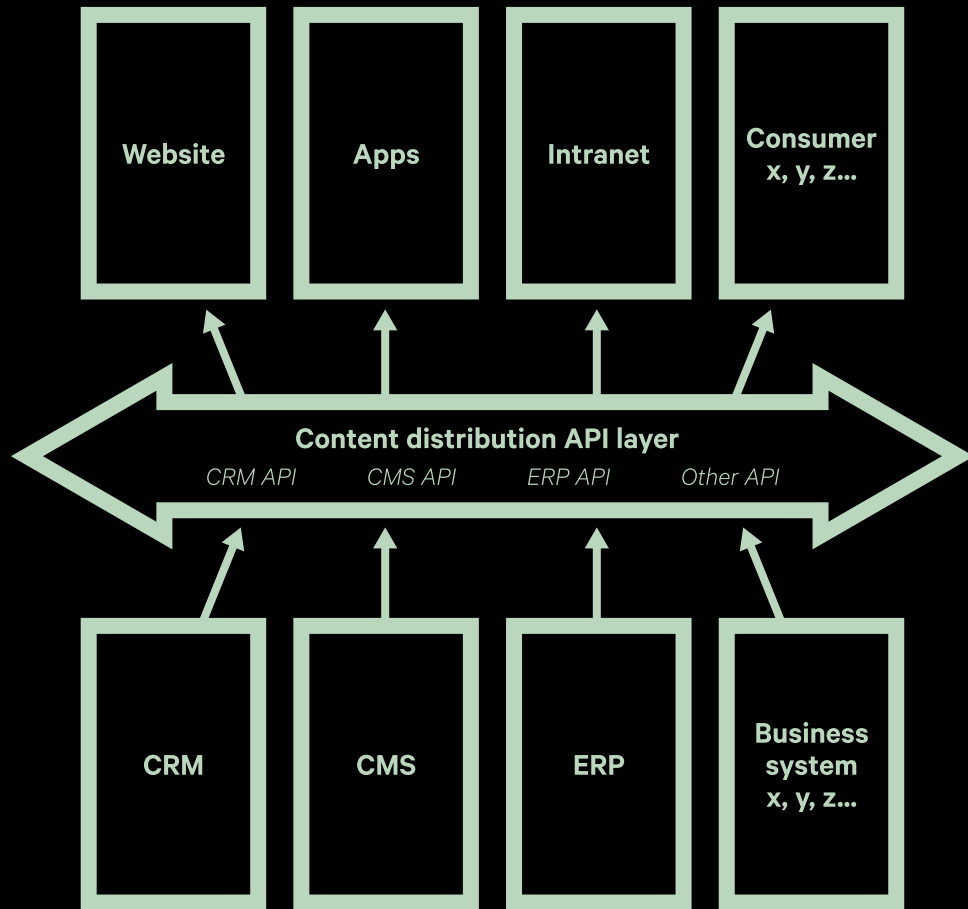 Website
Apps
Intranet
Consumer
x, y, z...
Content distribution API layer
CRM API
CMS API
ERP API
Other API
CRM
CMS
ERP
Business
system
x, y, z...